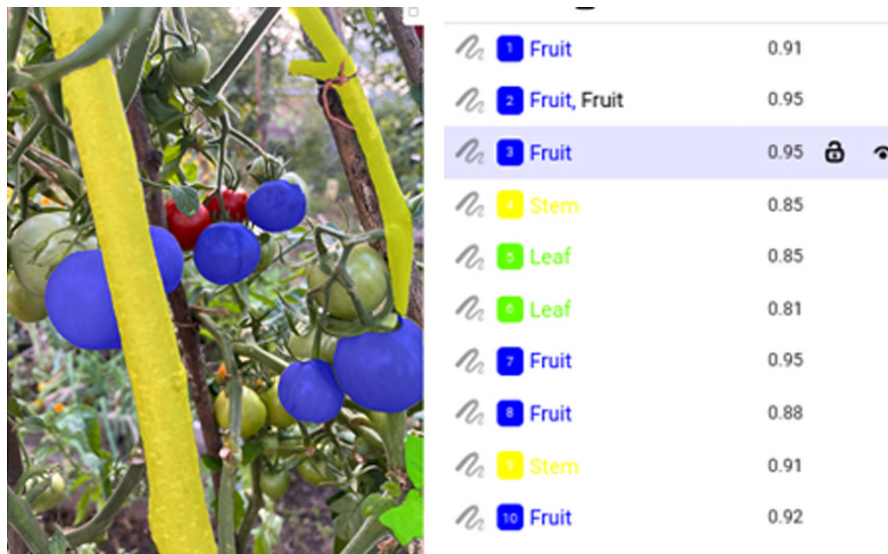 1 Fruit 0.91
2 Fruit, Fruit 0.95
3 Fruit 0.95
4 Stem 0.85
5 Leaf 0.85
6 Leaf 0.81
7 Fruit 0.95
8 Fruit 0.88
9 Stem 0.91
10 Fruit 0.92